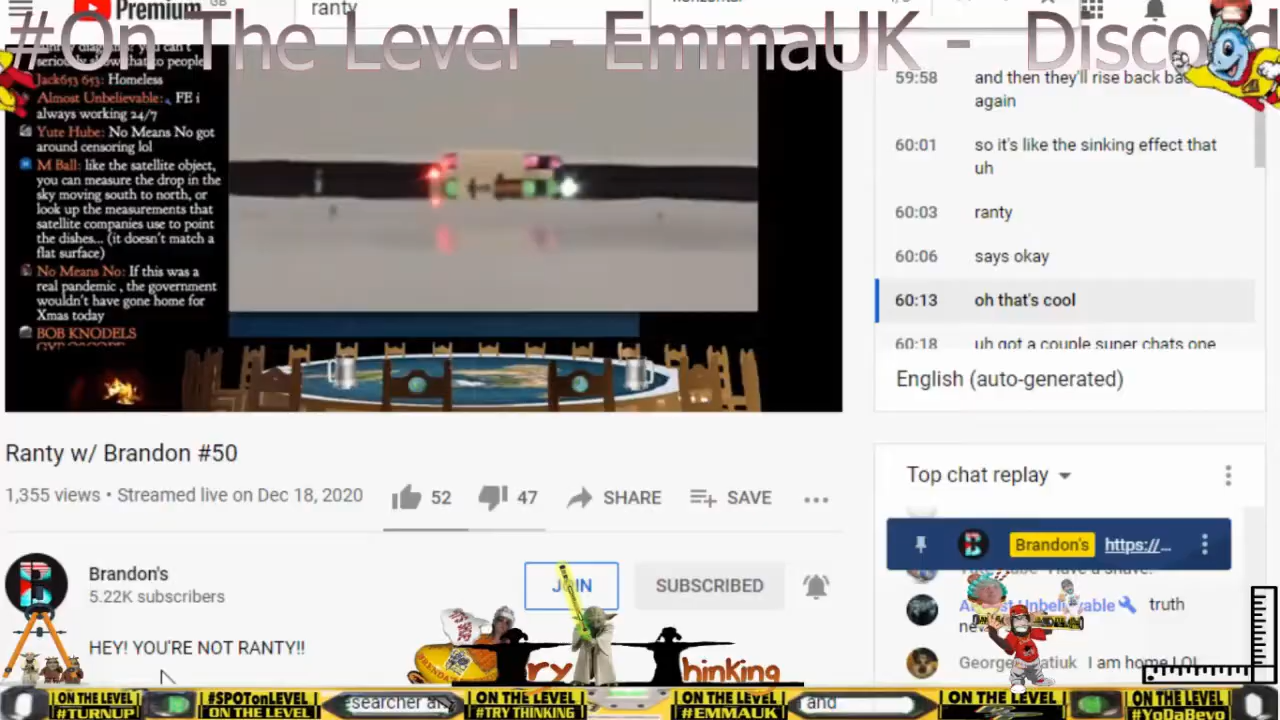 Premium GB
ranty
#On The Level - EmmaUK - Discord
seriously show that to people
Jack653 653: Homeless
Almost Unbelievable: FE i
always working 24/7
Yute Hube: No Means No got
around censoring lol
M Ball: like the satellite object,
you can measure the drop in the
sky moving south to north, or
look up the measurements that
satellite companies use to point
the dishes... (it doesn't match a
flat surface)
No Means No: If this was a
real pandemic , the government
wouldn't have gone home for
Xmas today
BOB KNODELS
59:58 and then they'll rise back
again
60:01 so it's like the sinking effect that
uh
60:03 ranty
60:06 says okay
60:13 oh that's cool
60:18 uh got a couple super chats one
English (auto-generated)
Ranty w/ Brandon #50
1,355 views • Streamed live on Dec 18, 2020
52 47 SHARE SAVE
Top chat replay
Brandon's https://...
Brandon's
5.22K subscribers
JOIN
SUBSCRIBED
truth
I am home LOL
HEY! YOU'RE NOT RANTY!!
hinking
ON THE LEVEL
#TURNUP
#SPOTonLEVEL
ON THE LEVEL
ON THE LEVEL
#TRY THINKING
ON THE LEVEL
#EMMAUK
and
ON THE LEVEL
ON THE LEVEL
#YoDaBevy